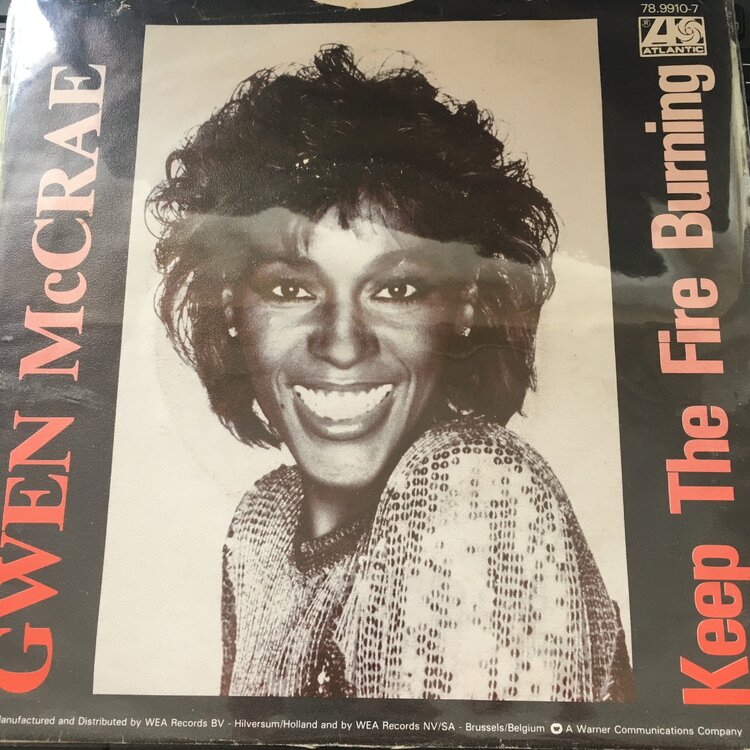 78.9910-7
®
ATLANTIC
GWEN McCRAE
Keep The Fire Burning
Manufactured and Distributed by WEA Records BV - Hilversum/Holland and by WEA Records NV/SA - Brussels/Belgium A Warner Communications Company